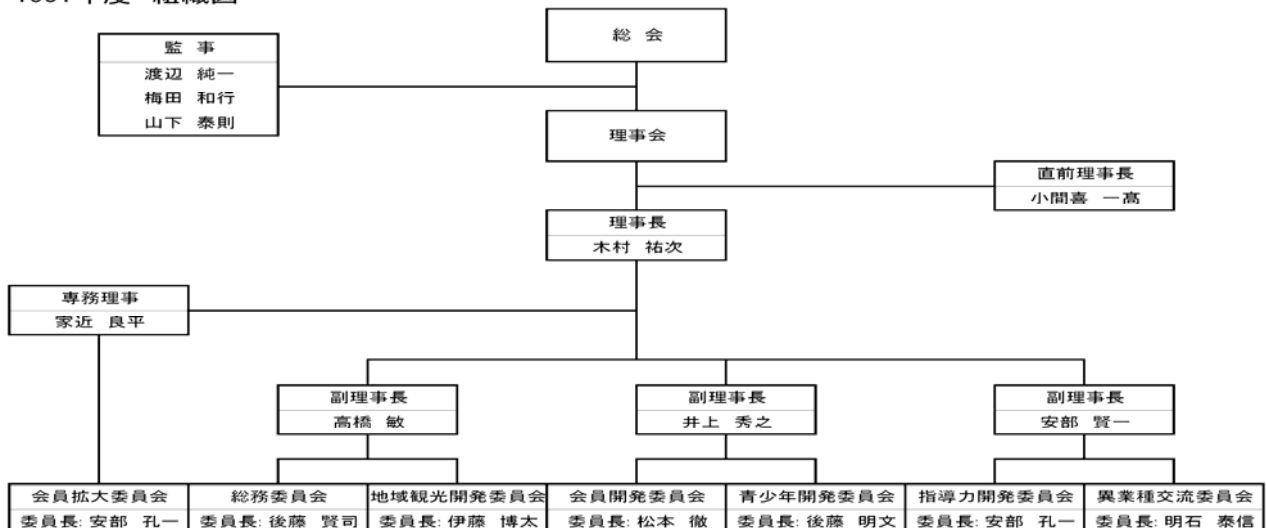 総 会
監 事
渡辺 純一
梅田 和行
山下 泰則
理事会
直前理事長
小間喜 一髙
理事長
木村 祐次
専務理事
家近 良平
副理事長
高橋 敏
副理事長
井上 秀之
副理事長
安部 賢一
会員拡大委員会
委員長: 安部 孔一
総務委員会
委員長: 後藤 賢司
地域観光開発委員会
委員長: 伊藤 博太
会員開発委員会
委員長: 松本 徹
青少年開発委員会
委員長: 後藤 明文
指導力開発委員会
委員長: 安部 孔一
異業種交流委員会
委員長: 明石 泰信